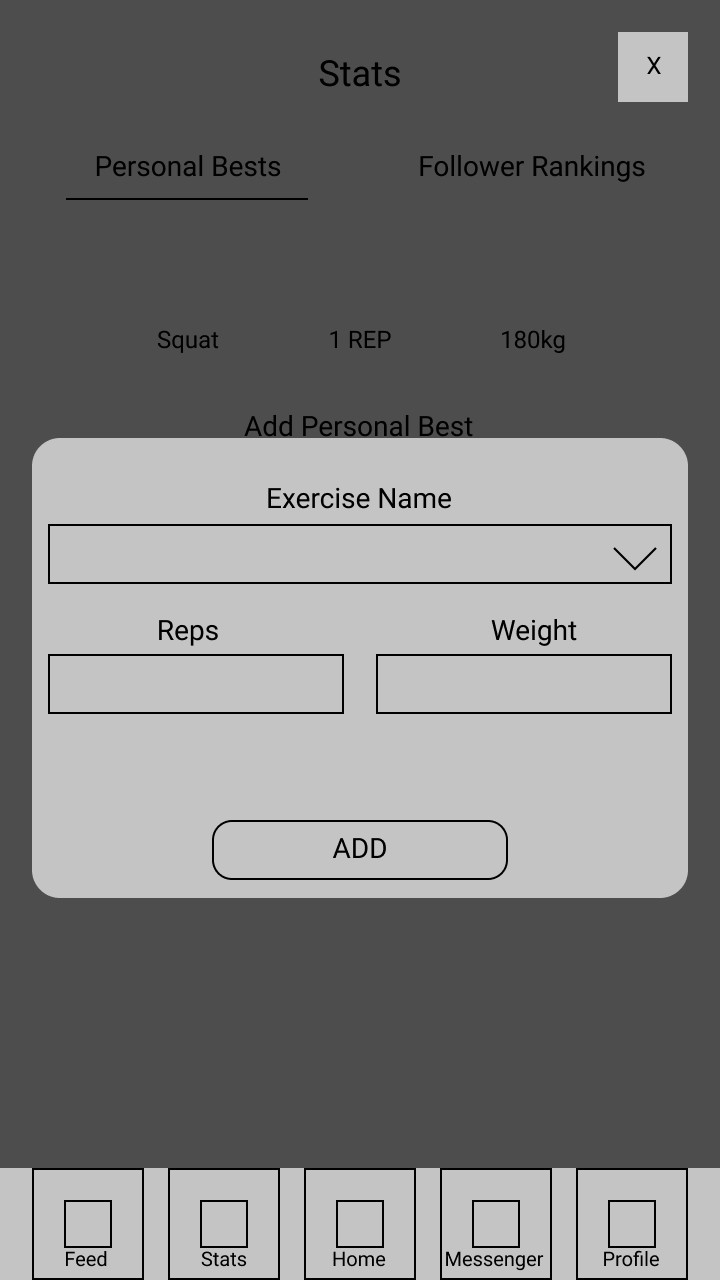 Stats
X
Personal Bests
Follower Rankings
Squat 1 REP 180kg
Add Personal Best
Exercise Name
Reps
Weight
ADD
Feed
Stats
Home
Messenger
Profile